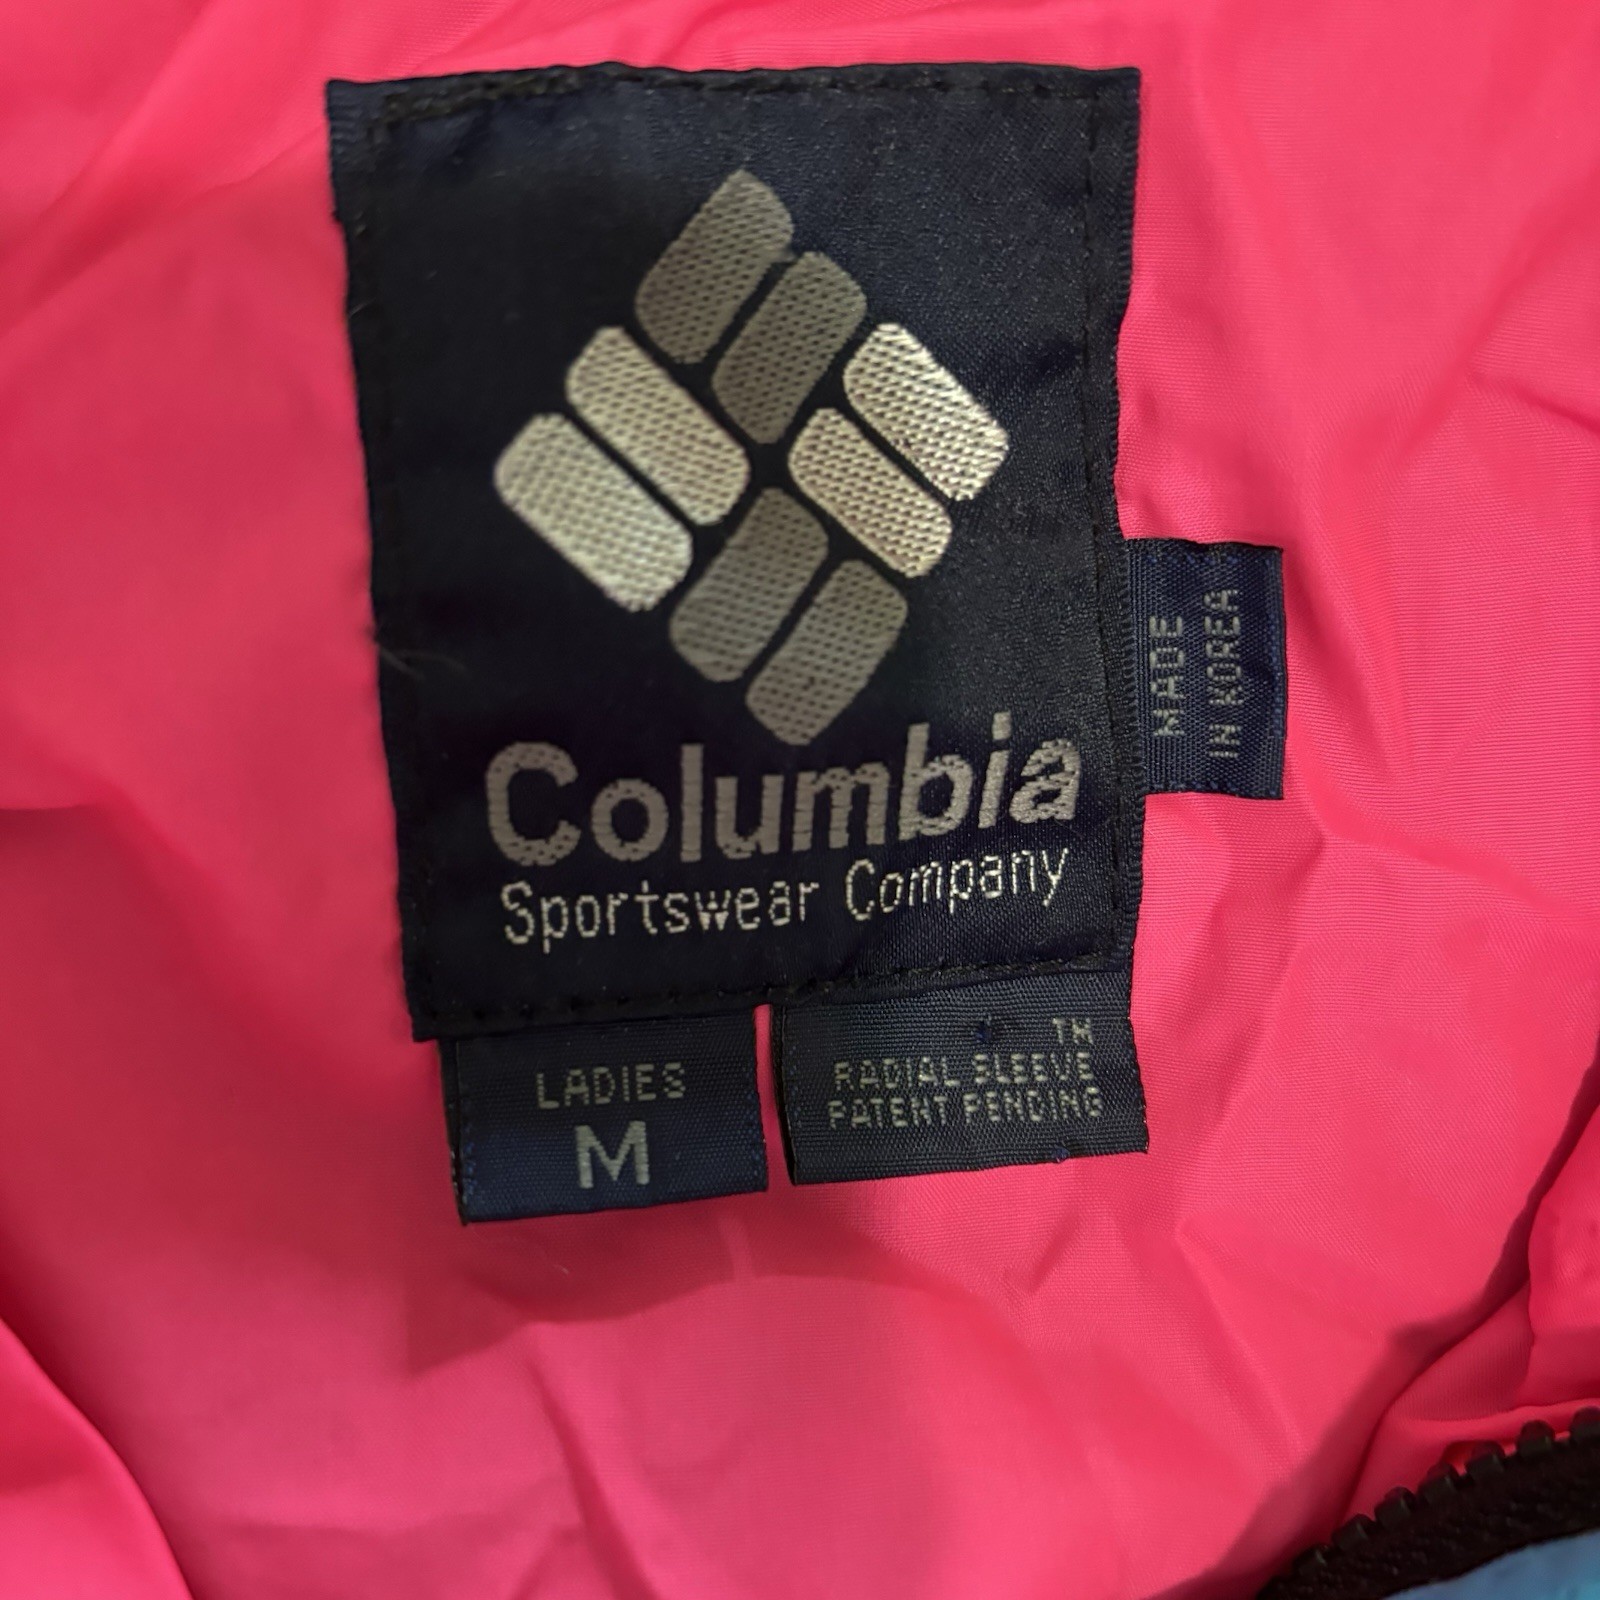 Columbia
Sportswear Company
MADE
IN KOREA
LADIES
M
TM
RADIAL SLEEVE
PATENT PENDING